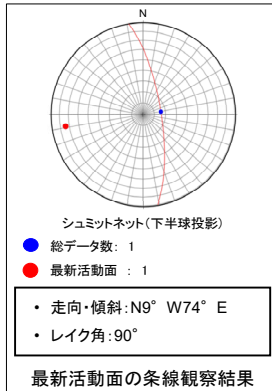 N
シュミットネット(下半球投影)
総データ数: 1
最新活動面 : 1
・ 走向・傾斜:N9° W74° E
・ レイク角:90°
最新活動面の条線観察結果